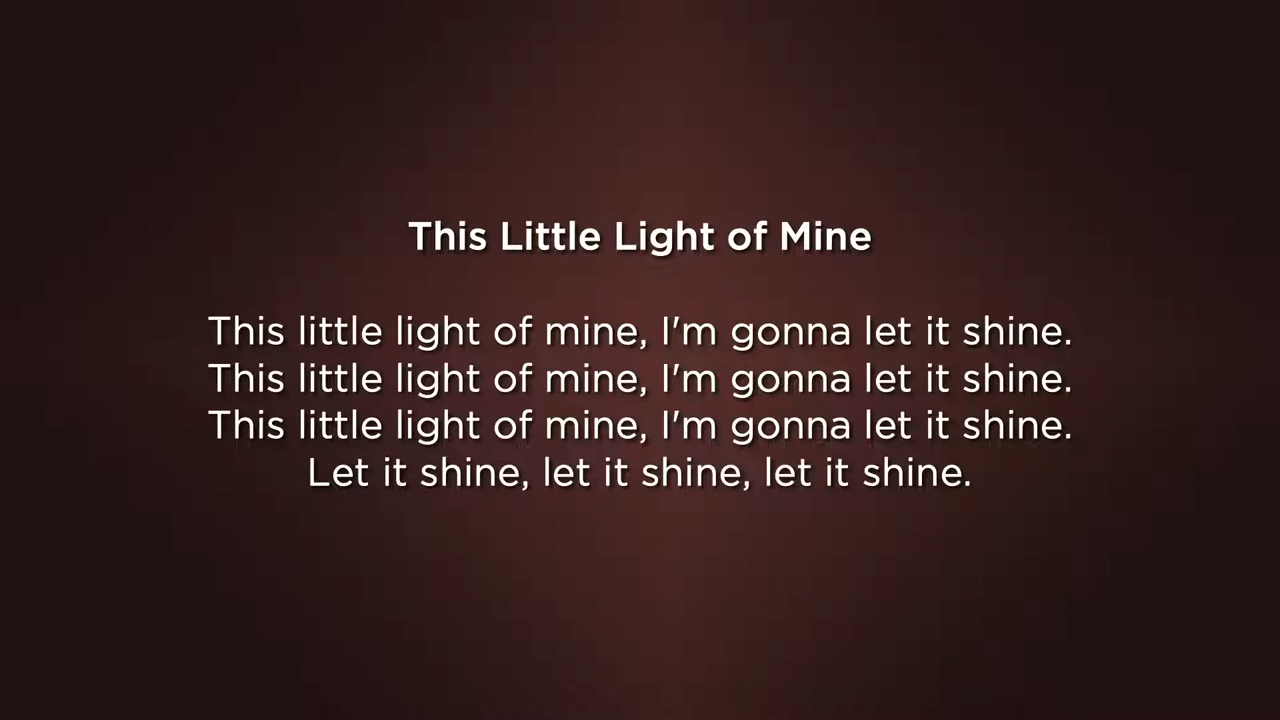 This Little Light of Mine
This little light of mine, I'm gonna let it shine.
This little light of mine, I'm gonna let it shine.
This little light of mine, I'm gonna let it shine.
Let it shine, let it shine, let it shine.